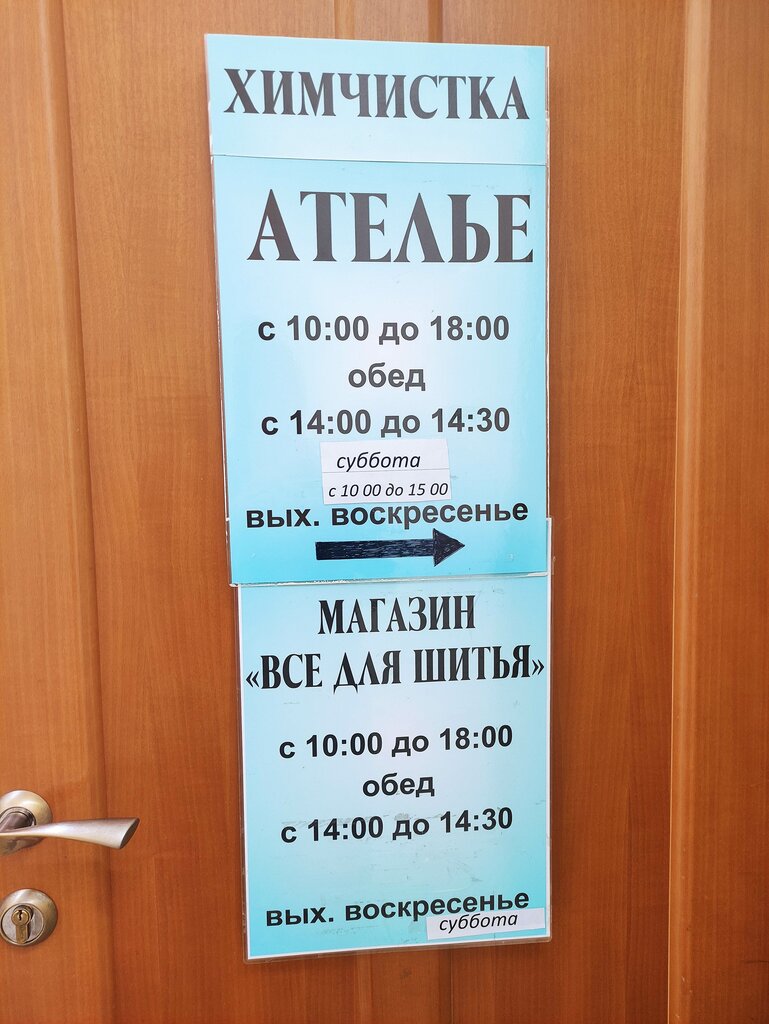 ХИМЧИСТКА
АТЕЛЬЕ
с 10:00 до 18:00
обед
с 14:00 до 14:30
суббота
с 10 00 до 15 00
вых. воскресенье
МАГАЗИН
«ВСЕ ДЛЯ ШИТЬЯ»
с 10:00 до 18:00
обед
с 14:00 до 14:30
вых. воскресенье
суббота